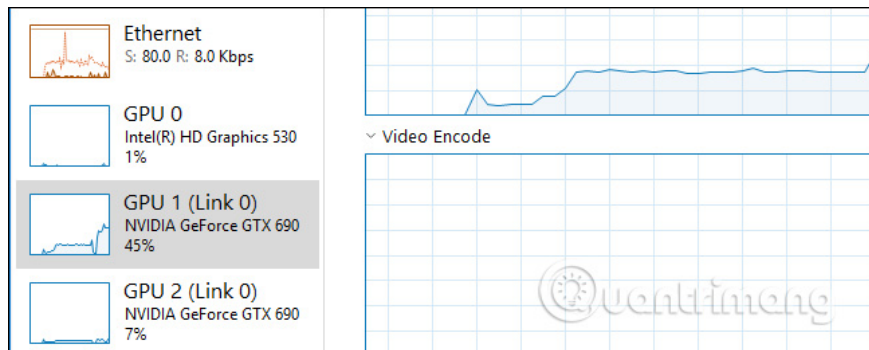 Ethernet
S: 80.0 R: 8.0 Kbps
GPU 0
Intel(R) HD Graphics 530
1%
GPU 1 (Link 0)
NVIDIA GeForce GTX 690
45%
GPU 2 (Link 0)
NVIDIA GeForce GTX 690
7%
Video Encode
Quantrimang